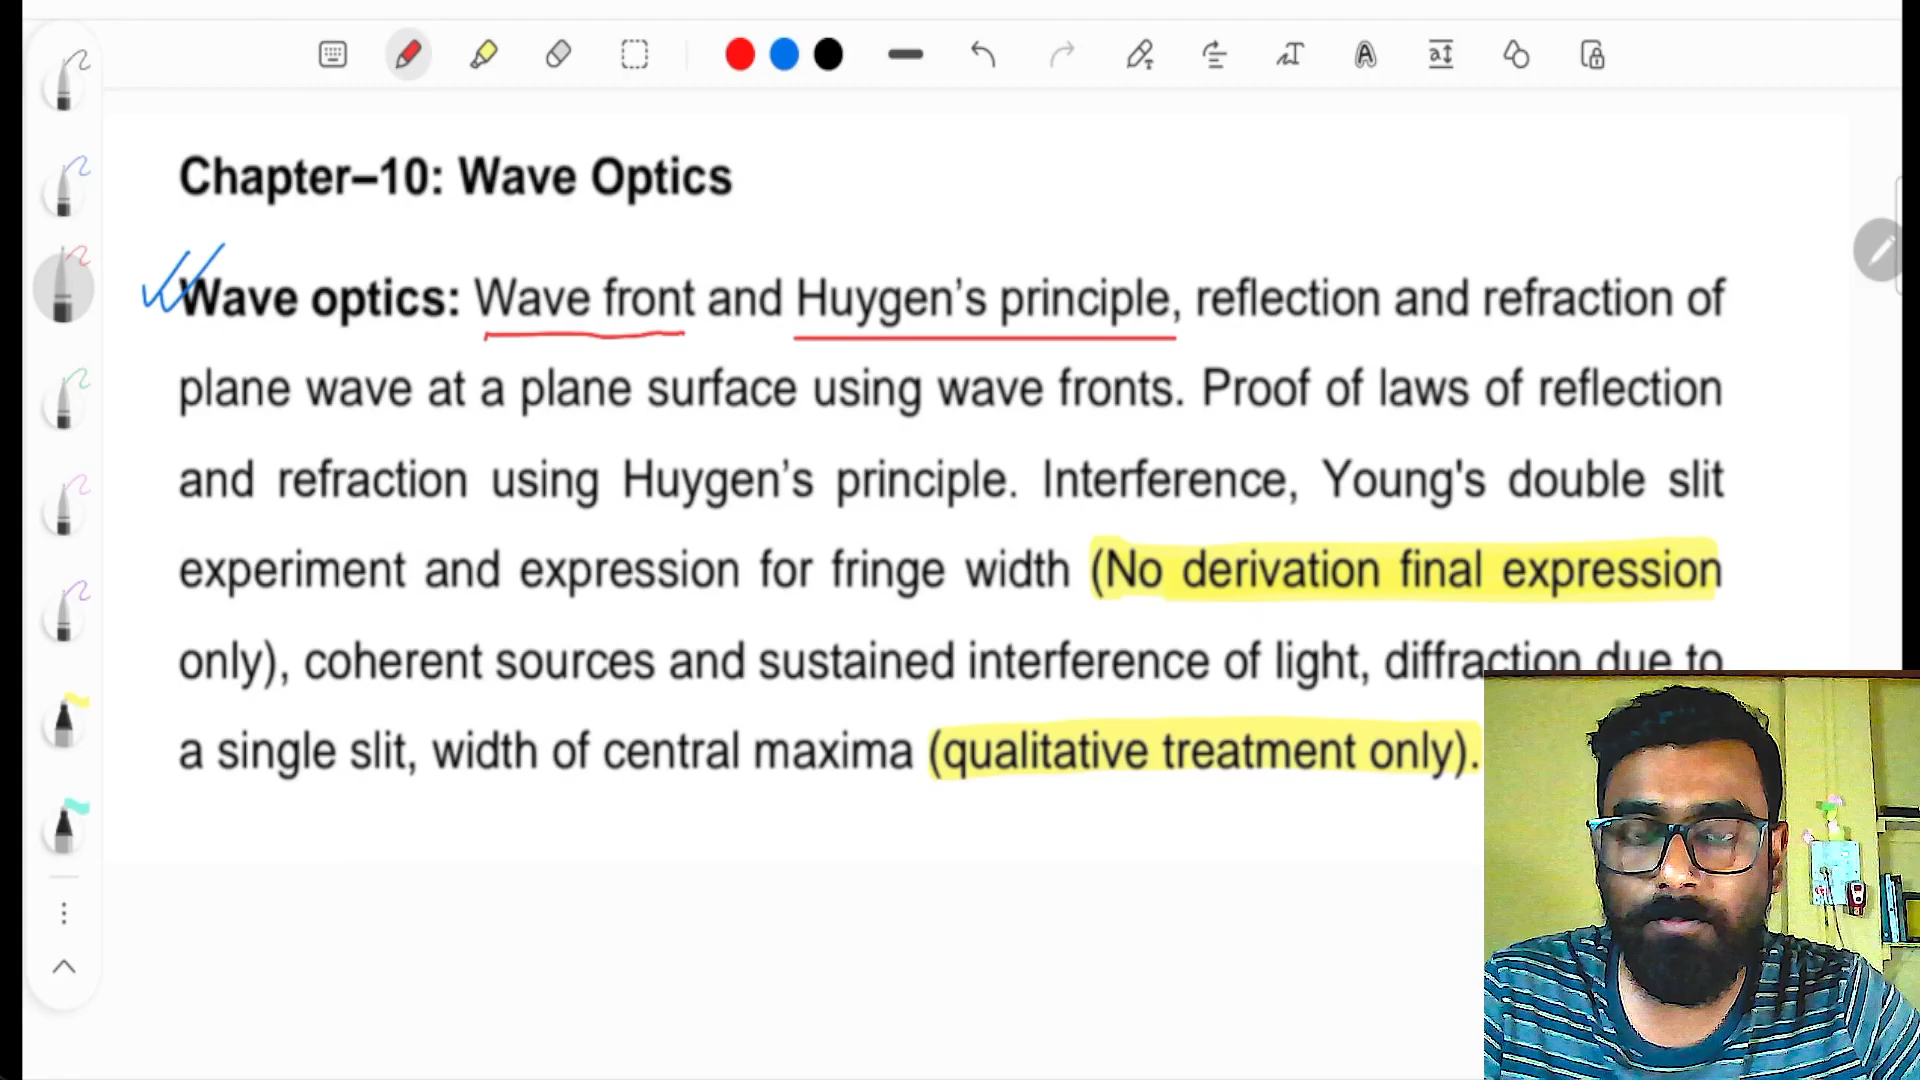 Chapter–10: Wave Optics
Wave optics: Wave front and Huygen’s principle, reflection and refraction of
plane wave at a plane surface using wave fronts. Proof of laws of reflection
and refraction using Huygen’s principle. Interference, Young's double slit
experiment and expression for fringe width (No derivation final expression
only), coherent sources and sustained interference of light, diffraction due to
a single slit, width of central maxima (qualitative treatment only).